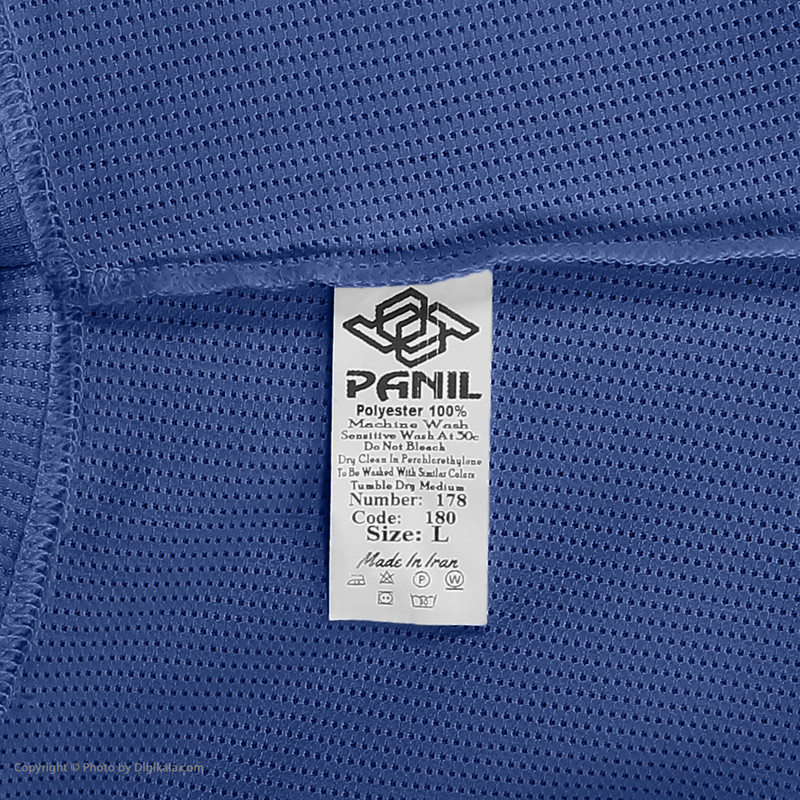 PANIL
Polyester 100%
Machine Wash
Sensitive Wash At 30c
Do Not Bleach
Dry Clean In Perchlorethylene
To Be Washed With Similar Colors
Tumble Dry Medium
Number: 178
Code: 180
Size: L
Made In Iran
P W
30
Copyright © Photo by Digikala.com